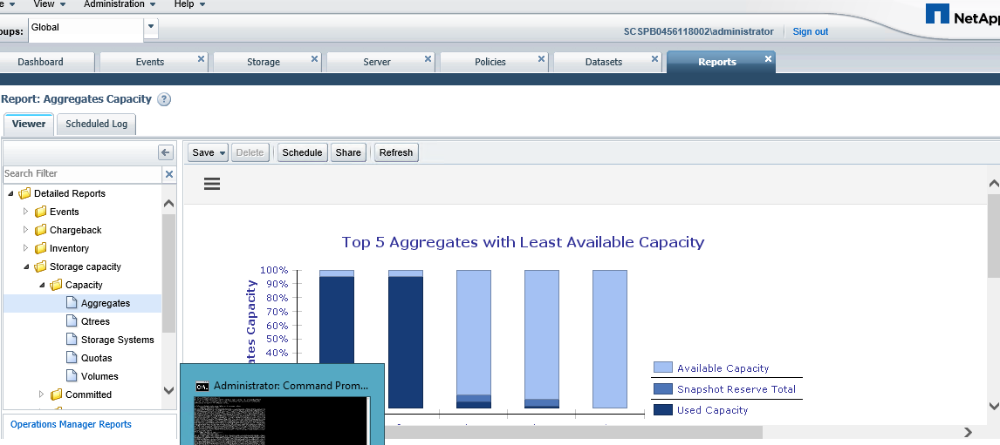 e View Administration Help
oups: Global
SCSPB0456118002\administrator Sign out
NetApp
Dashboard Events Storage Server Policies Datasets Reports
Report: Aggregates Capacity ?
Viewer Scheduled Log
Save Delete Schedule Share Refresh
Search Filter
Detailed Reports
Events
Chargeback
Inventory
Storage capacity
Capacity
Aggregates
Qtrees
Storage Systems
Quotas
Volumes
Committed
Operations Manager Reports
Top 5 Aggregates with Least Available Capacity
ates Capacity
100%
90%
80%
70%
60%
50%
40%
Available Capacity
Snapshot Reserve Total
Used Capacity
C:\. Administrator: Command Prom...